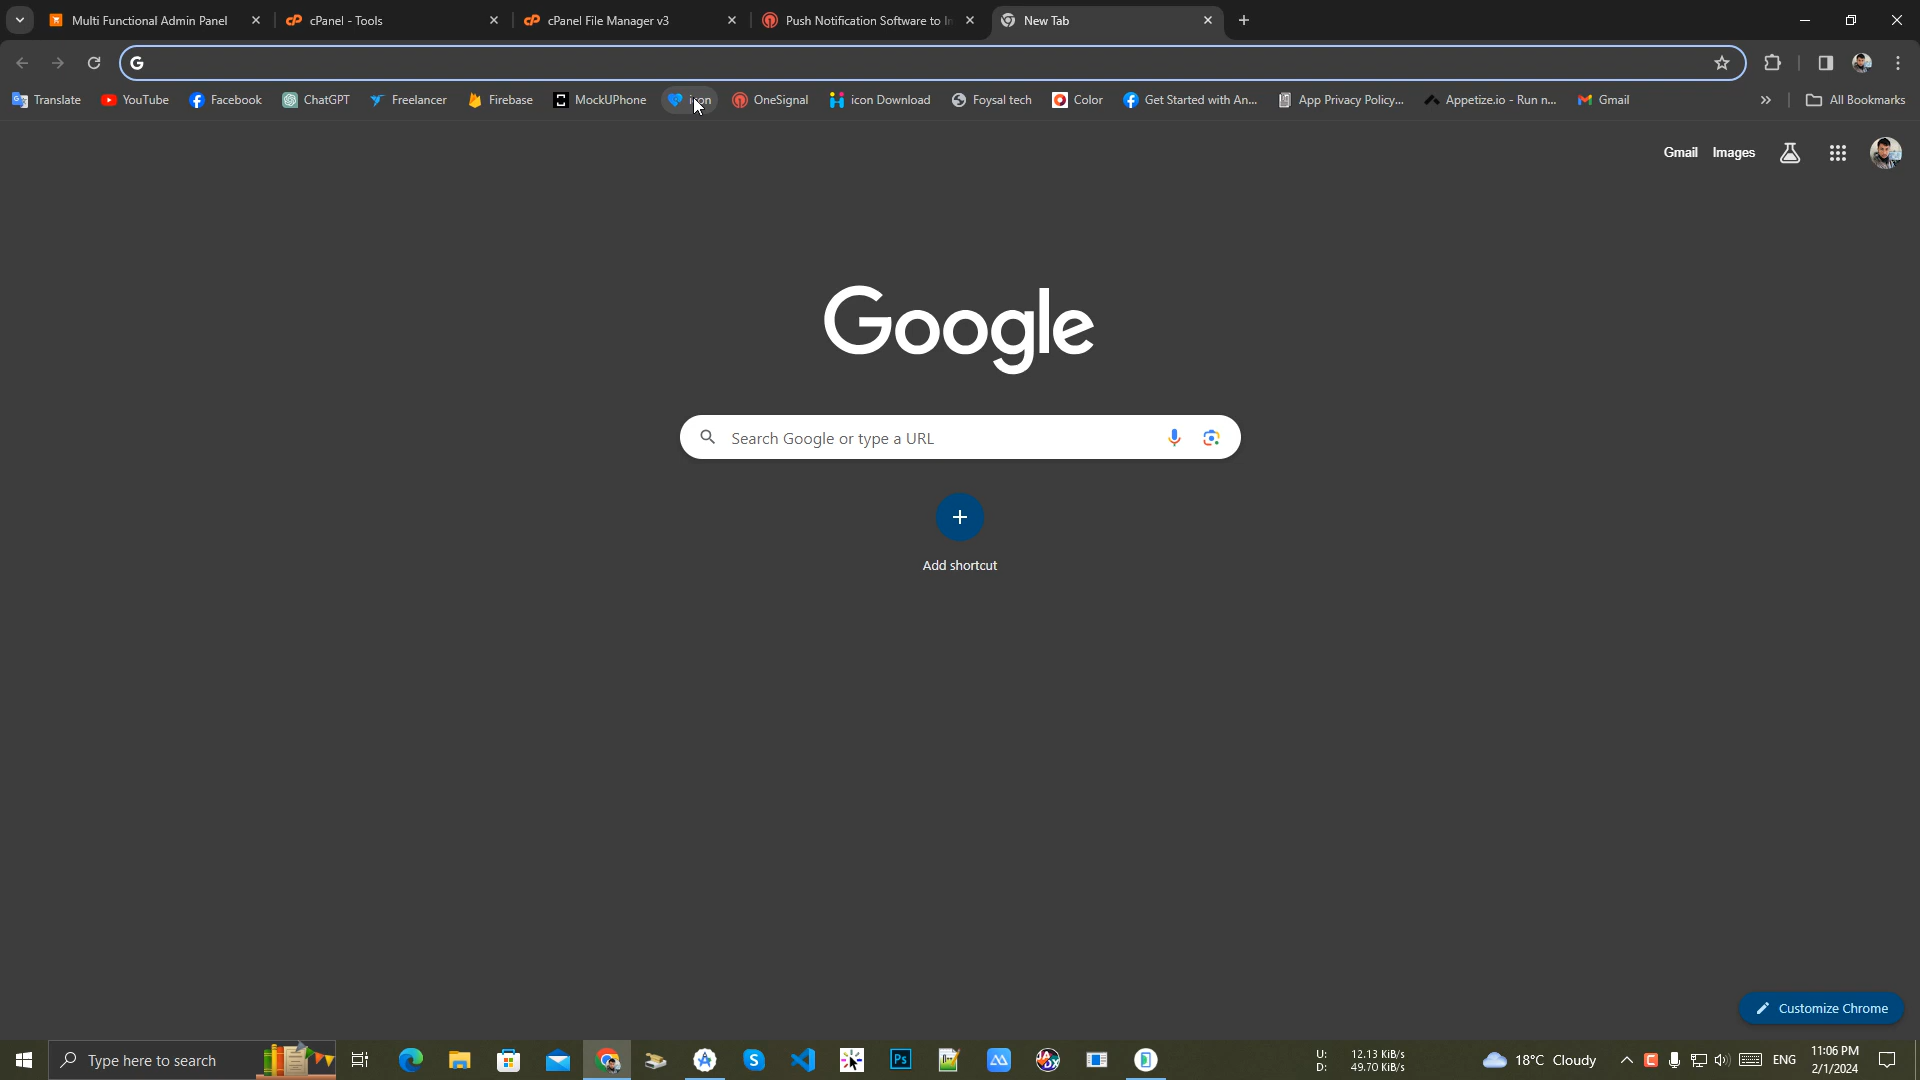 Multi Functional Admin Panel
cPanel - Tools
cPanel File Manager v3
Push Notification Software to In
New Tab
Translate
YouTube
Facebook
ChatGPT
Freelancer
Firebase
MockUPhone
icon
OneSignal
icon Download
Foysal tech
Color
Get Started with An...
App Privacy Policy...
Appetize.io - Run n...
Gmail
All Bookmarks
Gmail Images
Google
Search Google or type a URL
Add shortcut
Customize Chrome
Type here to search
U: 12.13 KiB/s
D: 49.70 KiB/s
18°C Cloudy
ENG
11:06 PM
2/1/2024